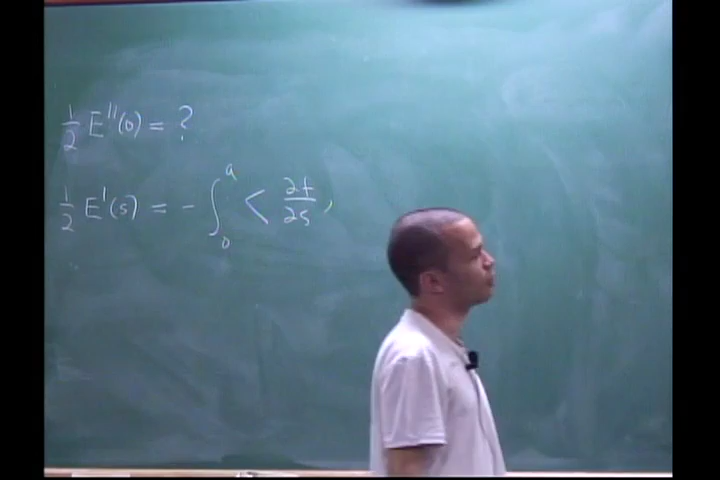 1/2 E''(0) = ?
1/2 E'(s) = - ∫_0^a < ∂f/∂s ,